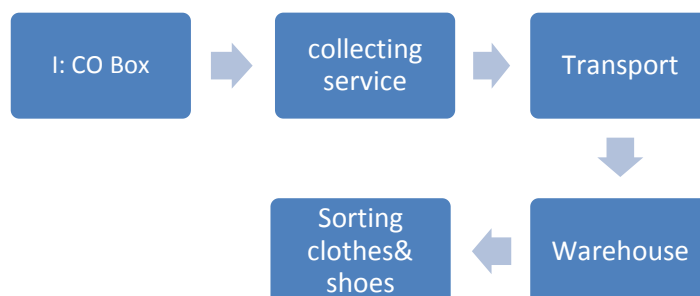 I: CO Box
collecting
service
Transport
Warehouse
Sorting
clothes&
shoes